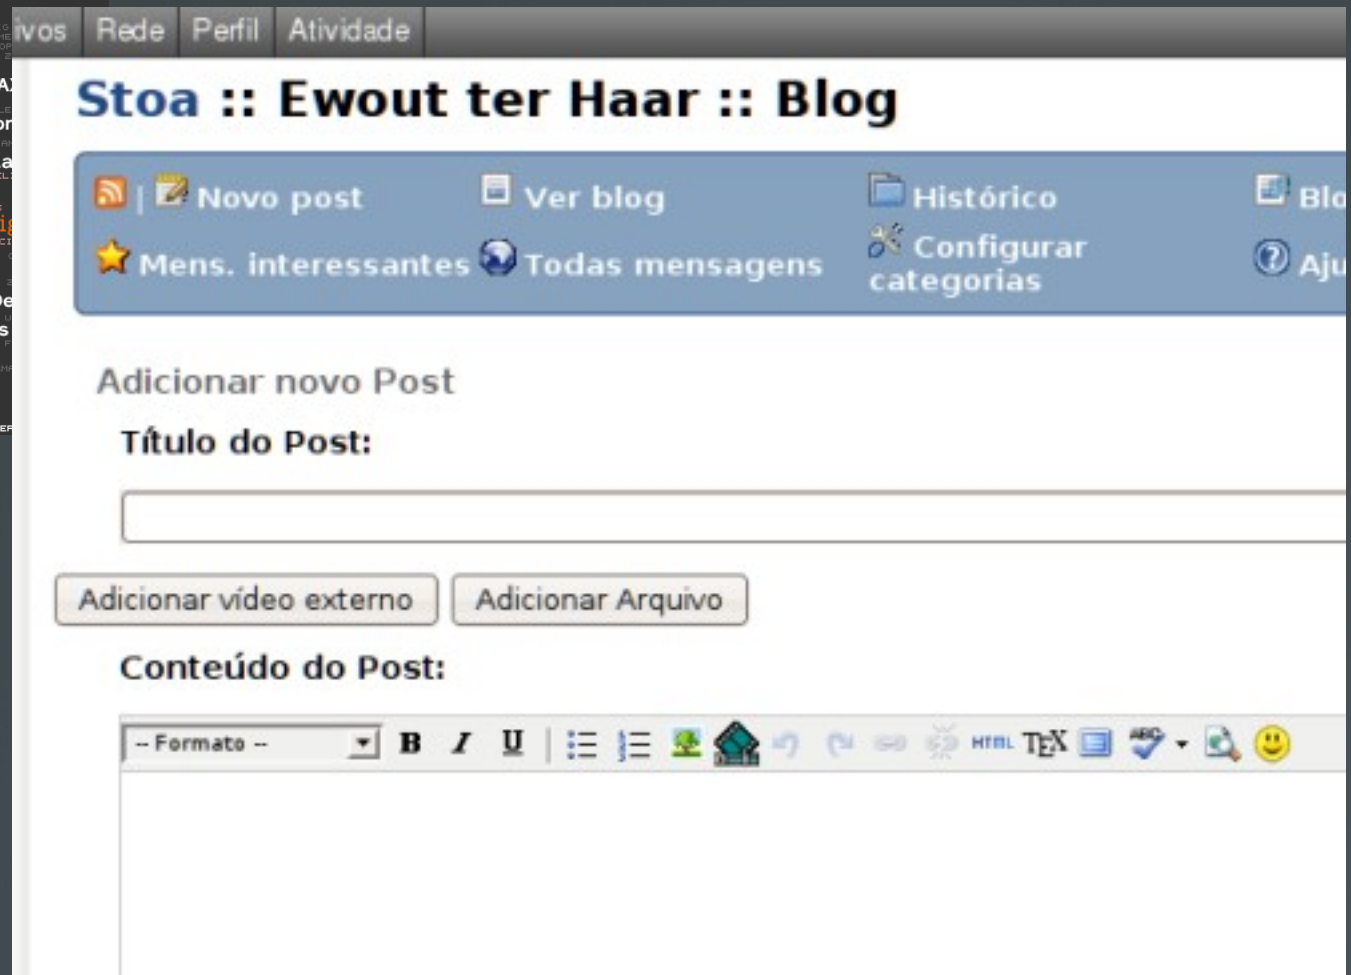 Rede Perfil Atividade
Stoa :: Ewout ter Haar :: Blog
| Novo post Ver blog Histórico
Mens. interessantes Todas mensagens Configurar
categorias
Adicionar novo Post
Título do Post:
Adicionar vídeo externo Adicionar Arquivo
Conteúdo do Post:
-- Formato -- B I U HTML TEX ABC